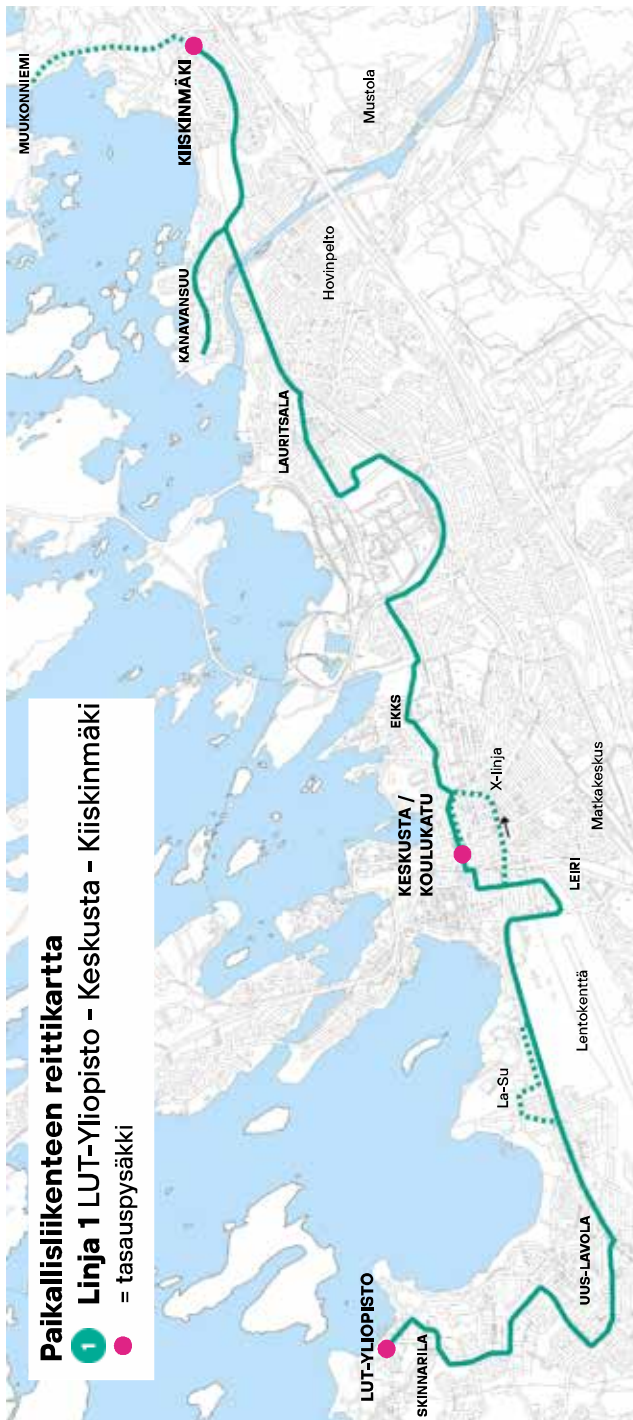 Paikallisliikenteen reittikartta
1 Linja 1 LUT-Yliopisto - Keskusta - Kiiskinmäki
= tasauspysäkki
LUT-YLIOPISTO
SKINNARILA
UUS-LAVOLA
La-Su
Lentokenttä
LEIRI
KESKUSTA /
KOULUKATU
X-linja
Matkakeskus
EKKS
LAURITSALA
KANAVANSUU
Hovinpelto
Mustola
KIISKINMÄKI
MUUKONNIEMI